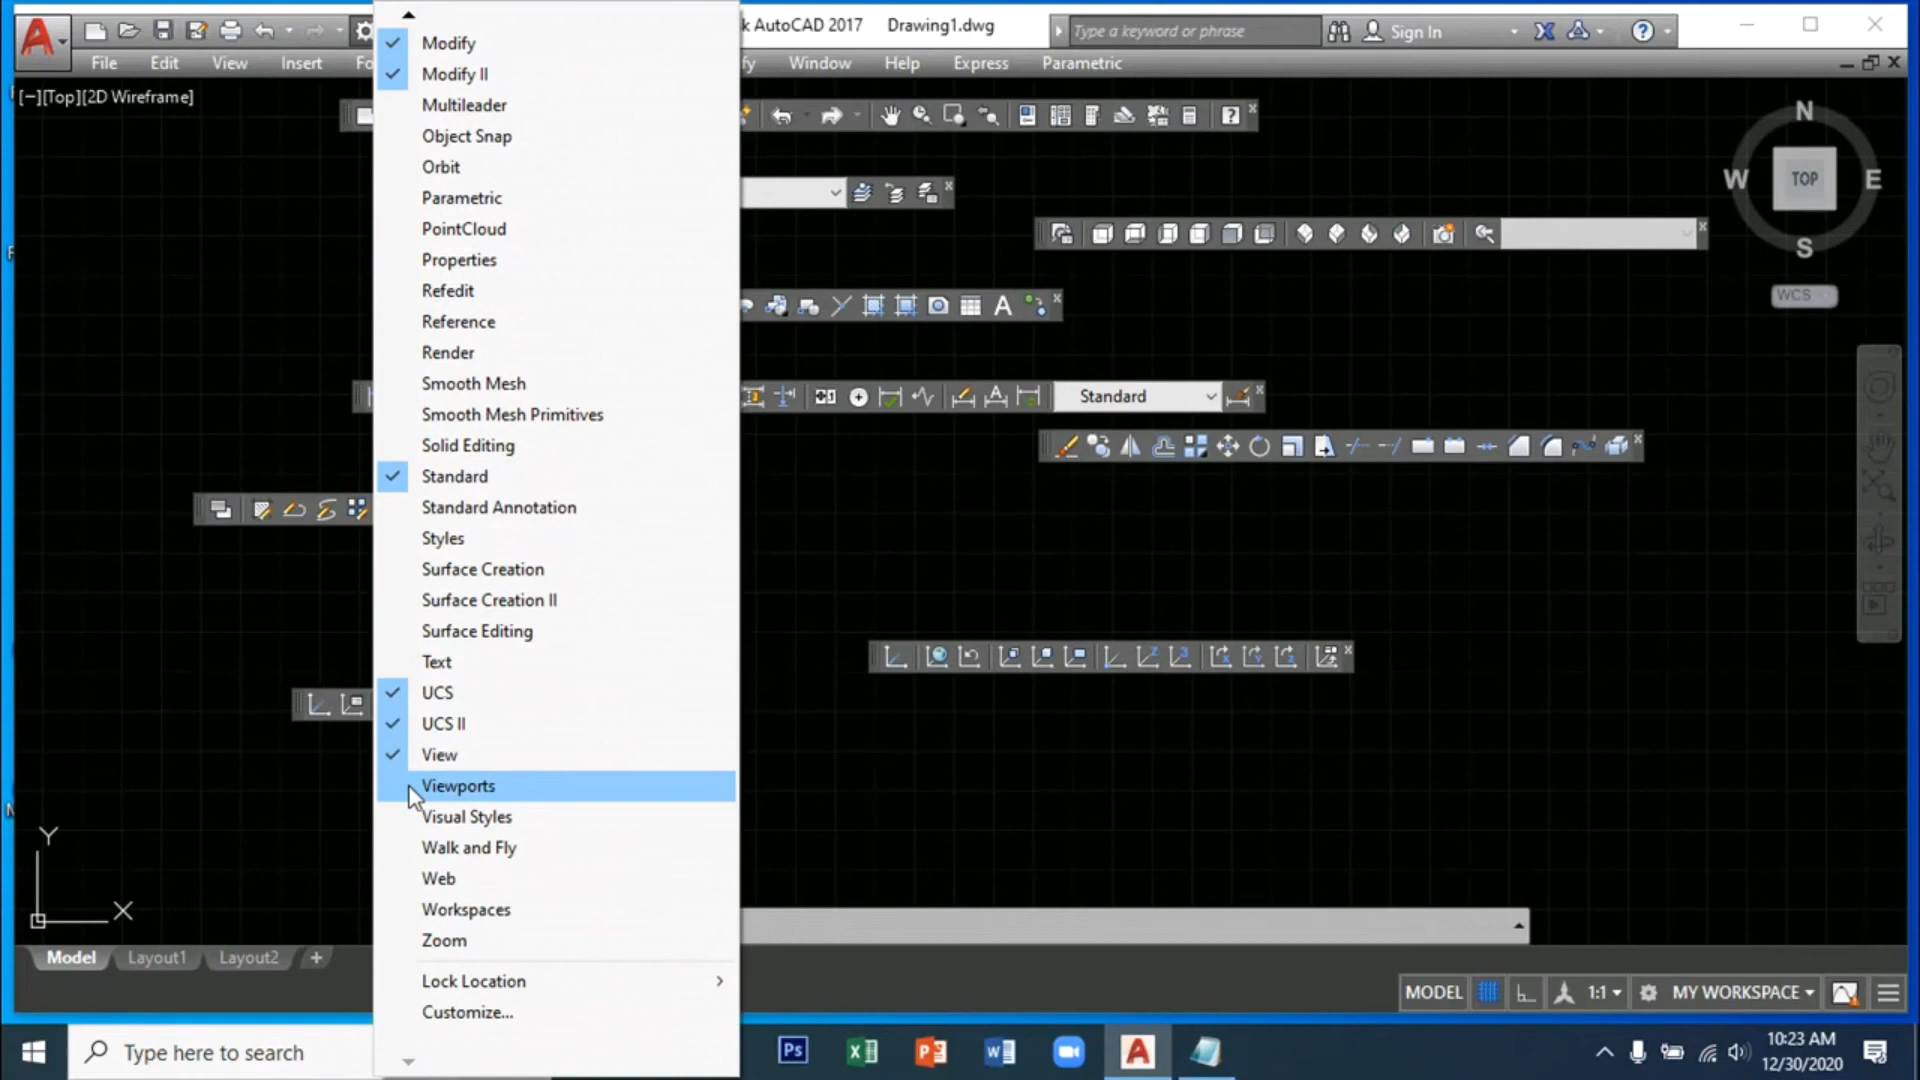 k AutoCAD 2017 Drawing1.dwg
Type a keyword or phrase
Sign In
File Edit View Insert Fo
fy Window Help Express Parametric
[−][Top][2D Wireframe]
Modify
Modify II
Multileader
Object Snap
Orbit
Parametric
PointCloud
Properties
Refedit
Reference
Render
Smooth Mesh
Smooth Mesh Primitives
Solid Editing
Standard
Standard Annotation
Styles
Surface Creation
Surface Creation II
Surface Editing
Text
UCS
UCS II
View
Viewports
Visual Styles
Walk and Fly
Web
Workspaces
Zoom
Lock Location
Customize...
N
W TOP E
S
WCS
Standard
Y
X
Model Layout1 Layout2 +
MODEL 1:1 MY WORKSPACE
Type here to search
10:23 AM
12/30/2020